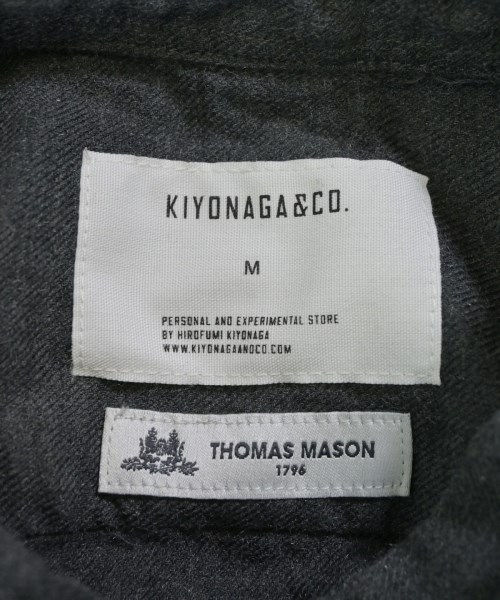 KIYONAGA&CO.
M
PERSONAL AND EXPERIMENTAL STORE
BY HIROFUMI KIYONAGA
WWW.KIYONAGAANDCO.COM
THOMAS MASON
1796